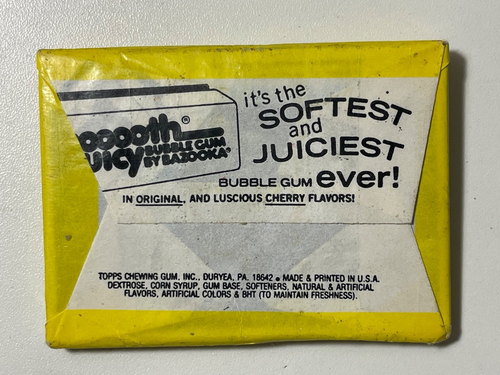 it's the
SOFTEST
and
JUICIEST
BUBBLE GUM ever!
oooooth®
uicy BUBBLE GUM
BY BAZOOKA®
IN ORIGINAL, AND LUSCIOUS CHERRY FLAVORS!
TOPPS CHEWING GUM, INC., DURYEA, PA. 18642 ● MADE & PRINTED IN U.S.A.
DEXTROSE, CORN SYRUP, GUM BASE, SOFTENERS, NATURAL & ARTIFICIAL
FLAVORS, ARTIFICIAL COLORS & BHT (TO MAINTAIN FRESHNESS).